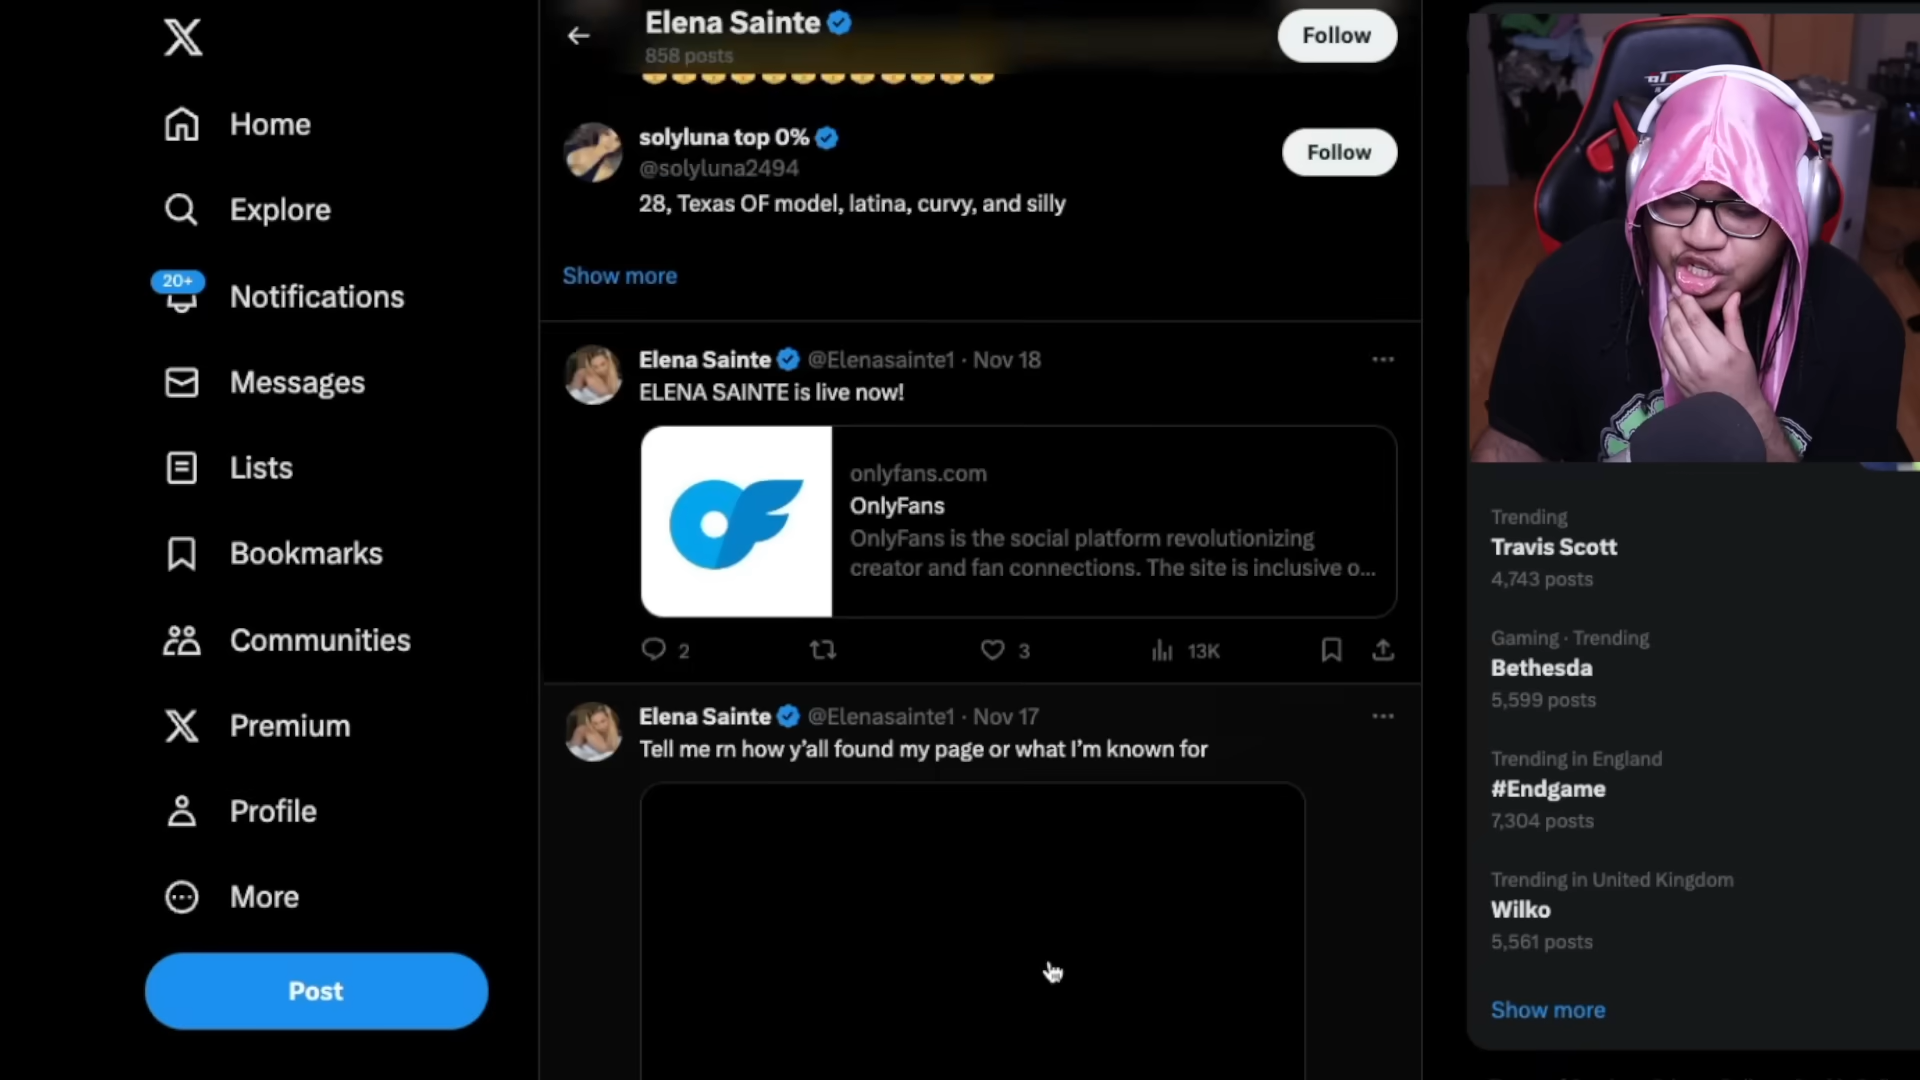 Home
Explore
20+
Notifications
Messages
Lists
Bookmarks
Communities
Premium
Profile
More
Post
Elena Sainte
858 posts
Follow
solyluna top 0%
@solyluna2494
Follow
28, Texas OF model, latina, curvy, and silly
Show more
Elena Sainte @Elenasainte1 · Nov 18
ELENA SAINTE is live now!
onlyfans.com
OnlyFans
OnlyFans is the social platform revolutionizing
creator and fan connections. The site is inclusive o...
2 3 13K
Elena Sainte @Elenasainte1 · Nov 17
Tell me rn how y'all found my page or what I'm known for
Trending
Travis Scott
4,743 posts
Gaming · Trending
Bethesda
5,599 posts
Trending in England
#Endgame
7,304 posts
Trending in United Kingdom
Wilko
5,561 posts
Show more